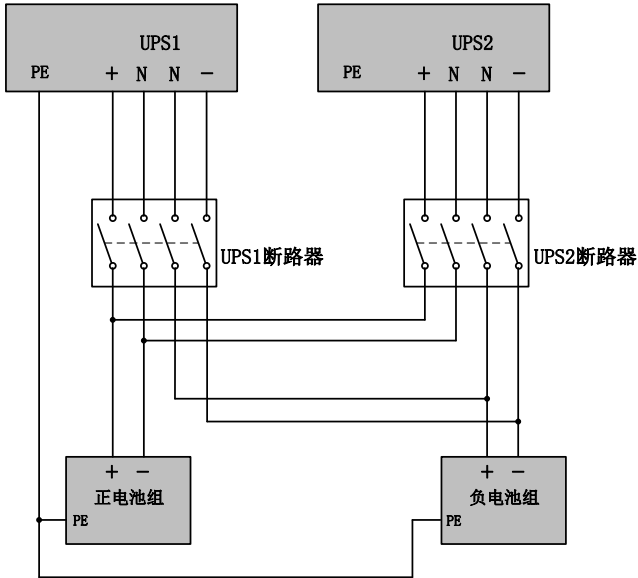 UPS1
UPS2
PE + N N −
PE + N N −
UPS1断路器
UPS2断路器
+ −
+ −
正电池组
负电池组
PE
PE